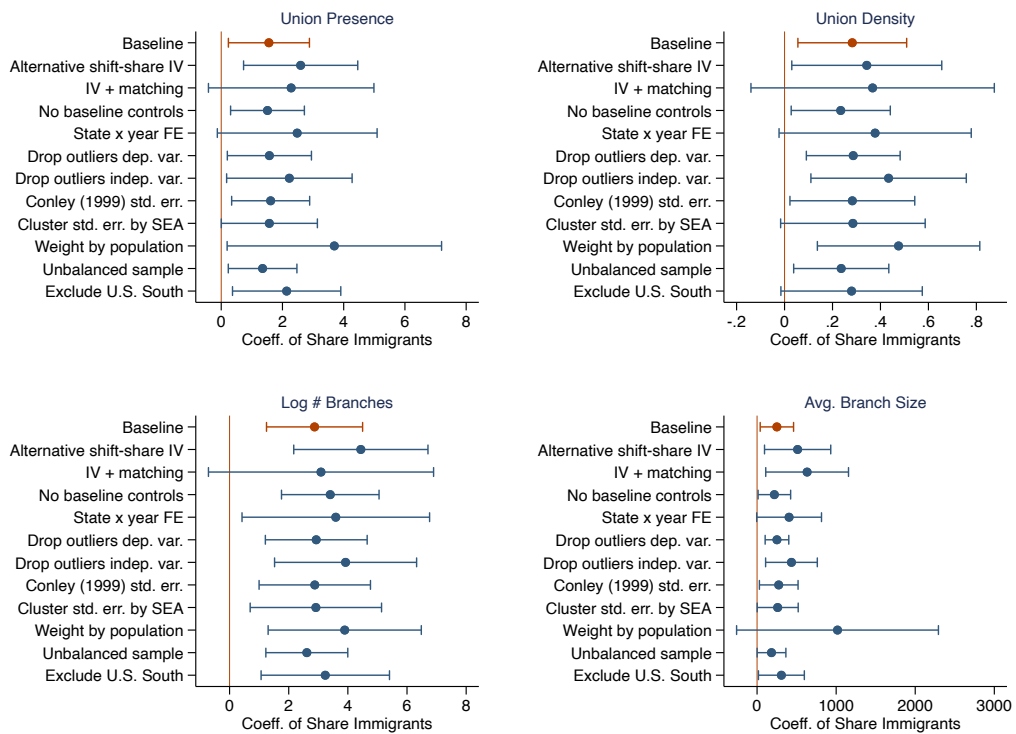 Union Presence
Baseline
Alternative shift-share IV
IV + matching
No baseline controls
State x year FE
Drop outliers dep. var.
Drop outliers indep. var.
Conley (1999) std. err.
Cluster std. err. by SEA
Weight by population
Unbalanced sample
Exclude U.S. South
0 2 4 6 8
Coeff. of Share Immigrants
Union Density
Baseline
Alternative shift-share IV
IV + matching
No baseline controls
State x year FE
Drop outliers dep. var.
Drop outliers indep. var.
Conley (1999) std. err.
Cluster std. err. by SEA
Weight by population
Unbalanced sample
Exclude U.S. South
-.2 0 .2 .4 .6 .8
Coeff. of Share Immigrants
Log # Branches
Baseline
Alternative shift-share IV
IV + matching
No baseline controls
State x year FE
Drop outliers dep. var.
Drop outliers indep. var.
Conley (1999) std. err.
Cluster std. err. by SEA
Weight by population
Unbalanced sample
Exclude U.S. South
0 2 4 6 8
Coeff. of Share Immigrants
Avg. Branch Size
Baseline
Alternative shift-share IV
IV + matching
No baseline controls
State x year FE
Drop outliers dep. var.
Drop outliers indep. var.
Conley (1999) std. err.
Cluster std. err. by SEA
Weight by population
Unbalanced sample
Exclude U.S. South
0 1000 2000 3000
Coeff. of Share Immigrants